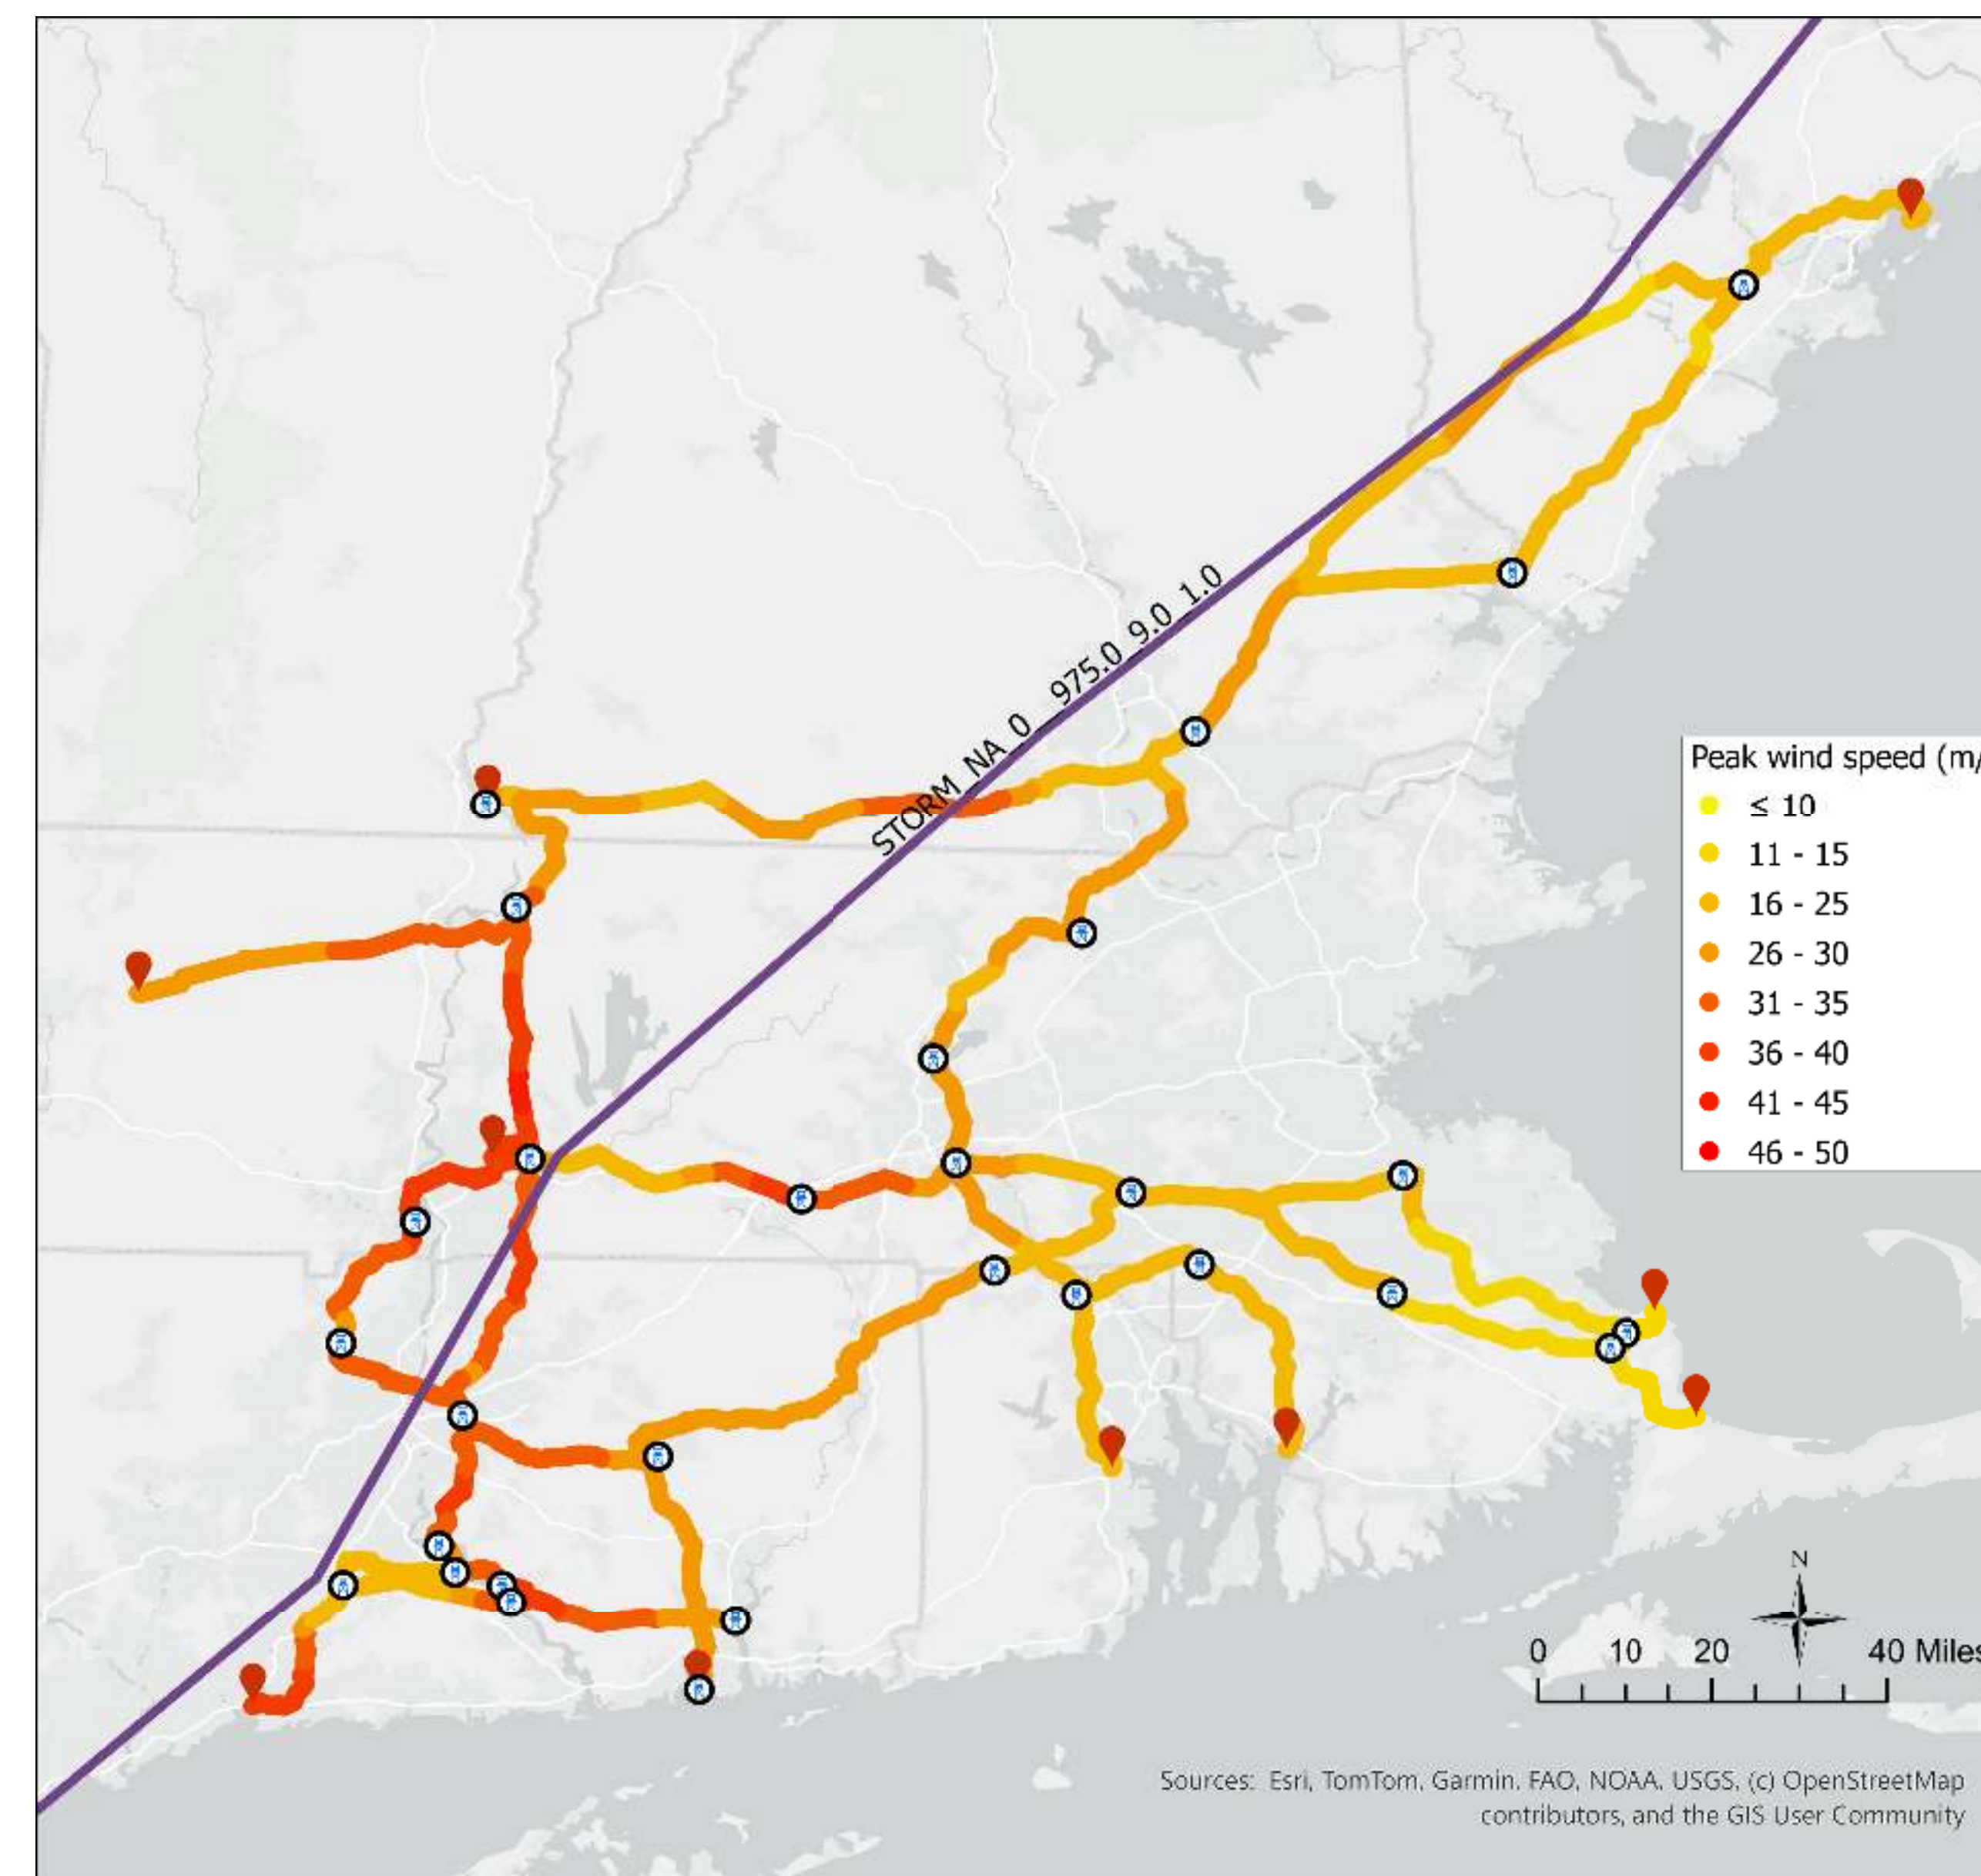 STORM_NA_0__975.0_9.0_1.0
Peak wind speed (m/
≤ 10
11 - 15
16 - 25
26 - 30
31 - 35
36 - 40
41 - 45
46 - 50
N
0 10 20 40 Miles
Sources: Esri, TomTom, Garmin, FAO, NOAA, USGS, (c) OpenStreetMap
contributors, and the GIS User Community